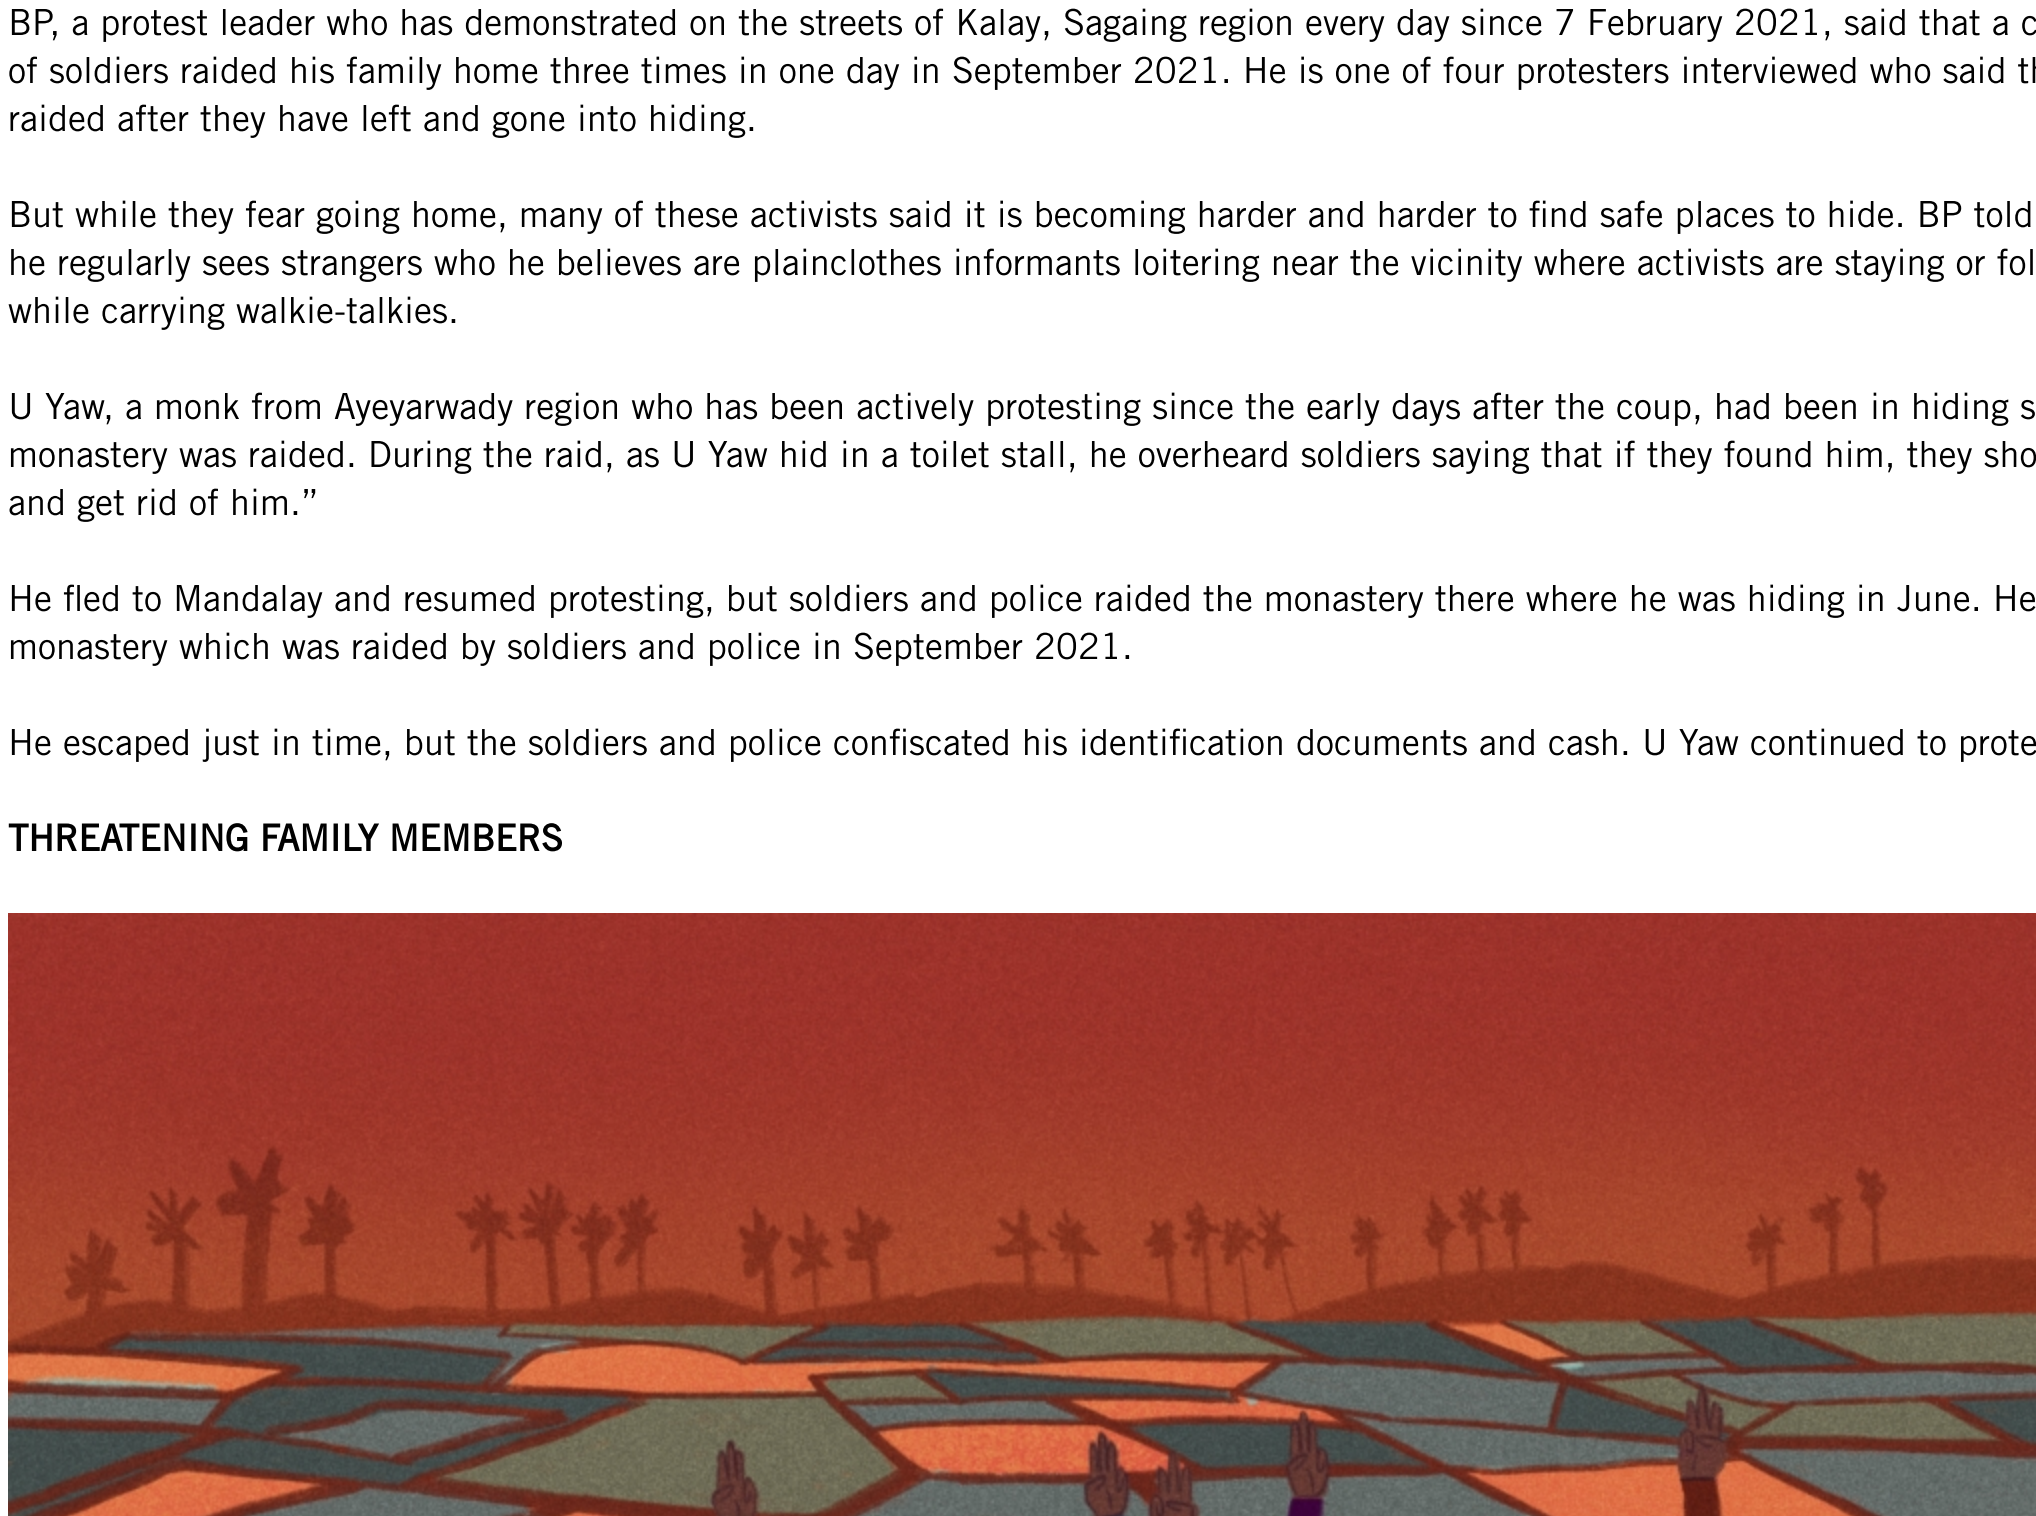 BP, a protest leader who has demonstrated on the streets of Kalay, Sagaing region every day since 7 February 2021, said that a
of soldiers raided his family home three times in one day in September 2021. He is one of four protesters interviewed who said
raided after they have left and gone into hiding.
But while they fear going home, many of these activists said it is becoming harder and harder to find safe places to hide. BP told
he regularly sees strangers who he believes are plainclothes informants loitering near the vicinity where activists are staying or
while carrying walkie-talkies.
U Yaw, a monk from Ayeyarwady region who has been actively protesting since the early days after the coup, had been in hiding
monastery was raided. During the raid, as U Yaw hid in a toilet stall, he overheard soldiers saying that if they found him, they
and get rid of him.”
He fled to Mandalay and resumed protesting, but soldiers and police raided the monastery there where he was hiding in June. He
monastery which was raided by soldiers and police in September 2021.
He escaped just in time, but the soldiers and police confiscated his identification documents and cash. U Yaw continued to
THREATENING FAMILY MEMBERS